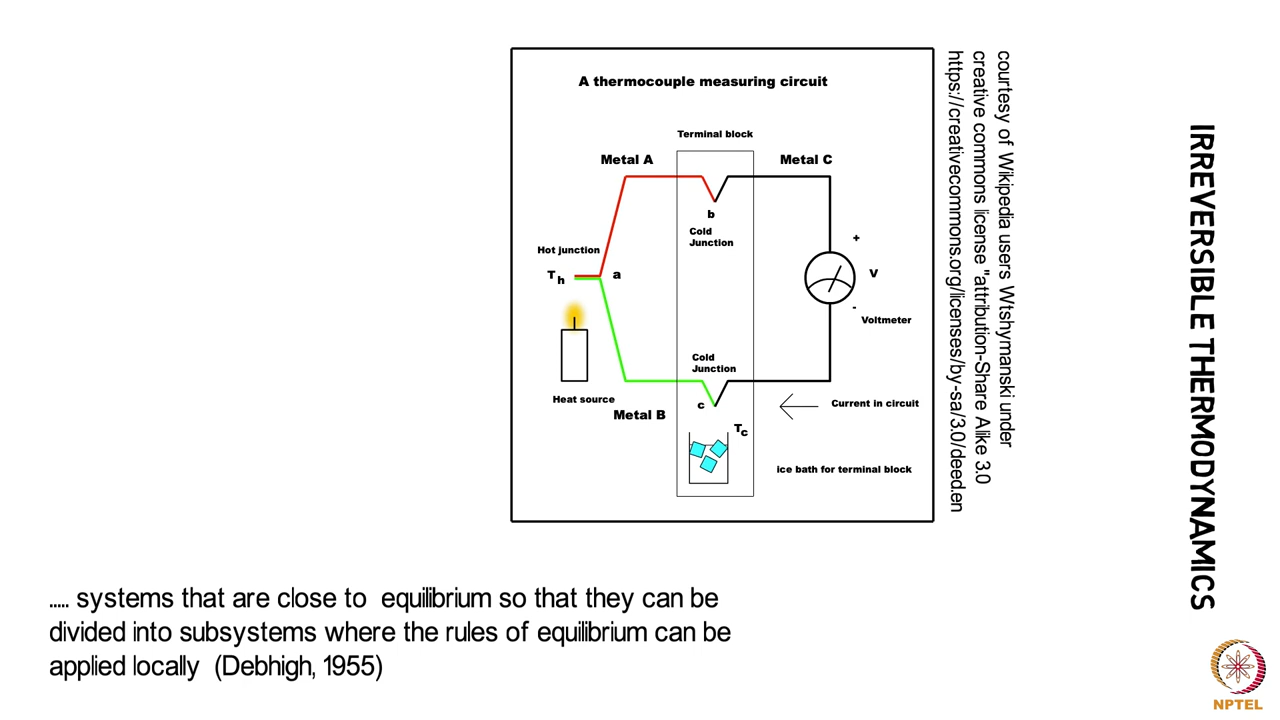 A thermocouple measuring circuit
Terminal block
Metal A
Metal C
b
Cold
Junction
+
Hot junction
T h
a
V
-
Voltmeter
Cold
Junction
Heat source
c
Current in circuit
Metal B
Tc
ice bath for terminal block
courtesy of Wikipedia users Wtshymanski under
creative commons license "attribution-Share Alike 3.0
https://creativecommons.org/licenses/by-sa/3.0/deed.en
IRREVERSIBLE THERMODYNAMICS
..... systems that are close to equilibrium so that they can be
divided into subsystems where the rules of equilibrium can be
applied locally (Debhigh, 1955)
NPTEL